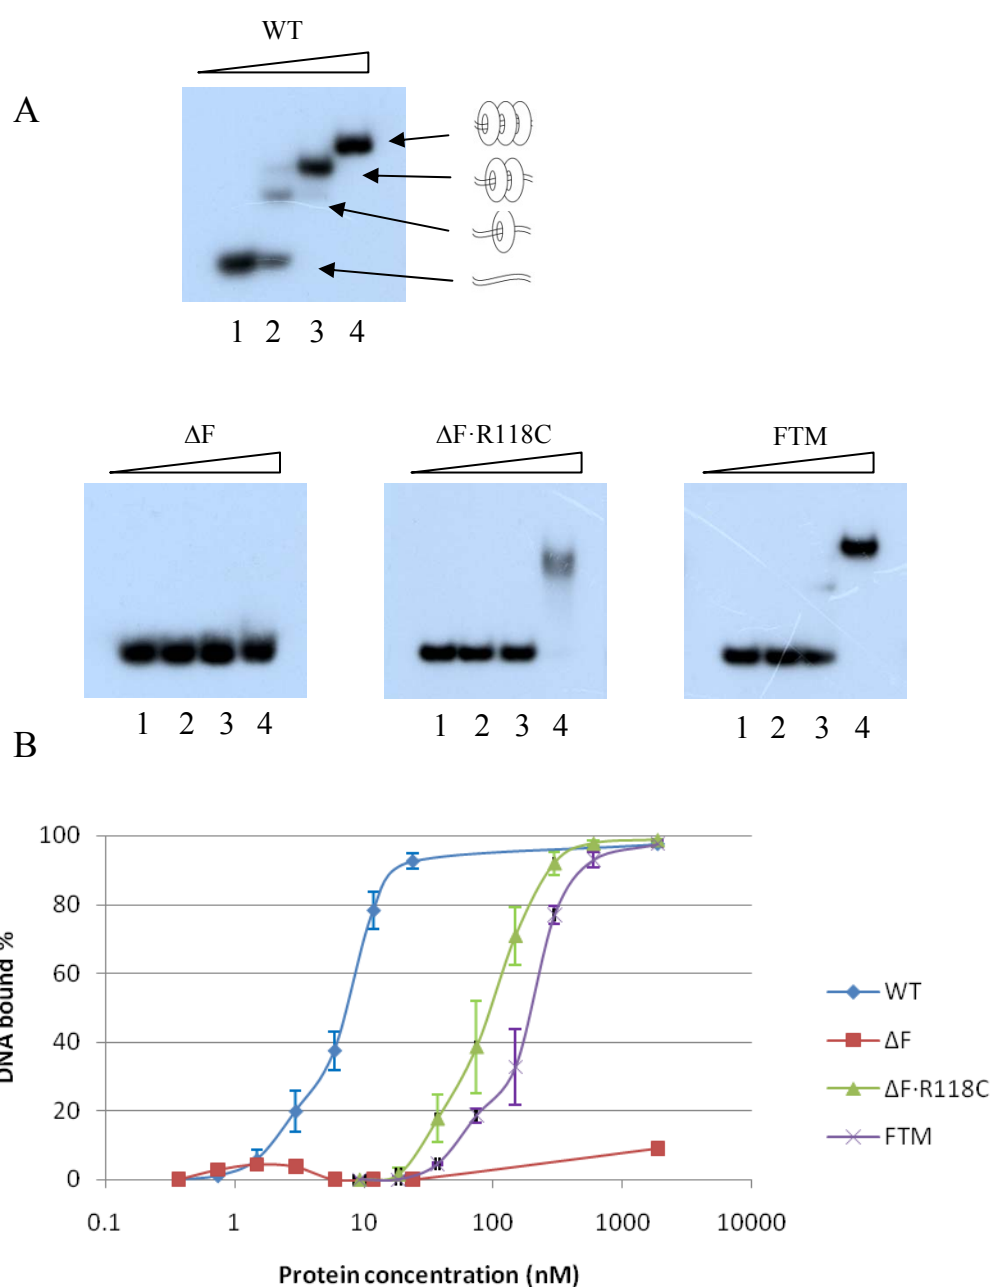 WT
A
1 2 3 4
ΔF ΔF·R118C FTM
1 2 3 4 1 2 3 4 1 2 3 4
B
100
80
60
40
20
0
DNA bound %
0.1 1 10 100 1000 10000
Protein concentration (nM)
WT
ΔF
ΔF·R118C
FTM